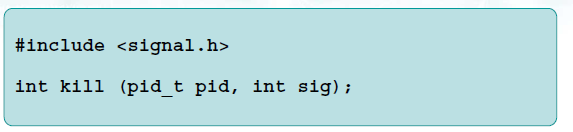 #include <signal.h>
int kill (pid_t pid, int sig);